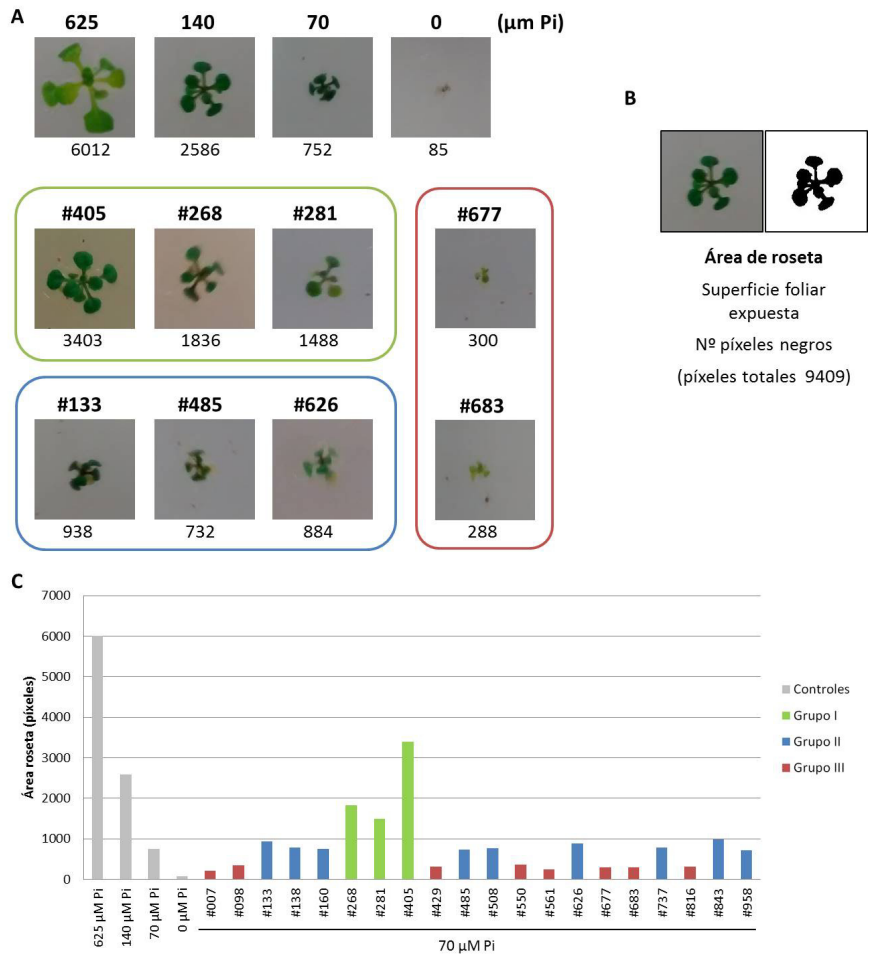 A
625 140 70 0 (µm Pi)
6012 2586 752 85
#405 #268 #281
3403 1836 1488
#677
300
#133 #485 #626
938 732 884
#683
288
B
Área de roseta
Superficie foliar
expuesta
Nº píxeles negros
(píxeles totales 9409)
C
Área roseta (píxeles)
7000
6000
5000
4000
3000
2000
1000
0
625 µM Pi
140 µM Pi
70 µM Pi
0 µM Pi
#007
#098
#133
#138
#160
#268
#281
#405
#429
#485
#508
#550
#561
#626
#677
#683
#737
#816
#843
#958
70 µM Pi
Controles
Grupo I
Grupo II
Grupo III